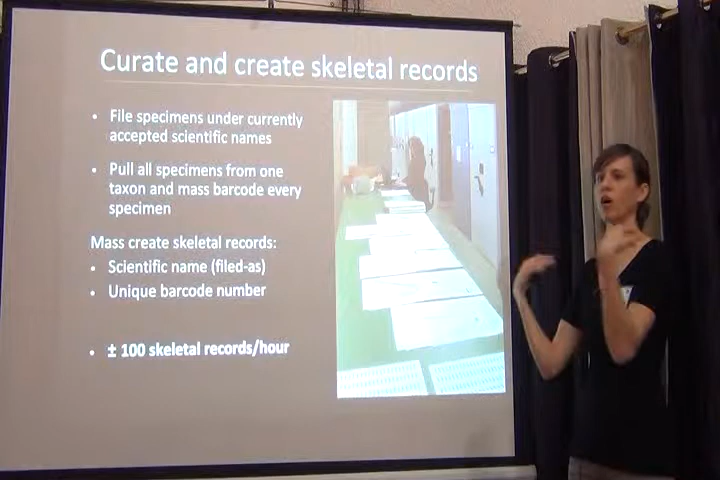 Curate and create skeletal records
• File specimens under currently
accepted scientific names
• Pull all specimens from one
taxon and mass barcode every
specimen
Mass create skeletal records:
• Scientific name (filed-as)
• Unique barcode number
• ± 100 skeletal records/hour